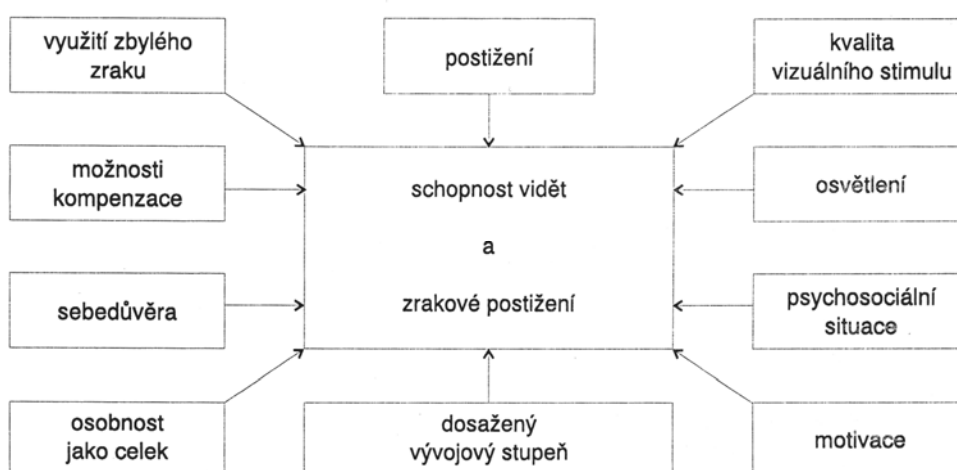 využití zbylého
zraku
postižení
kvalita
vizuálního stimulu
možnosti
kompenzace
schopnost vidět
osvětlení
a
sebedůvěra
zrakové postižení
psychosociální
situace
osobnost
jako celek
dosažený
vývojový stupeň
motivace